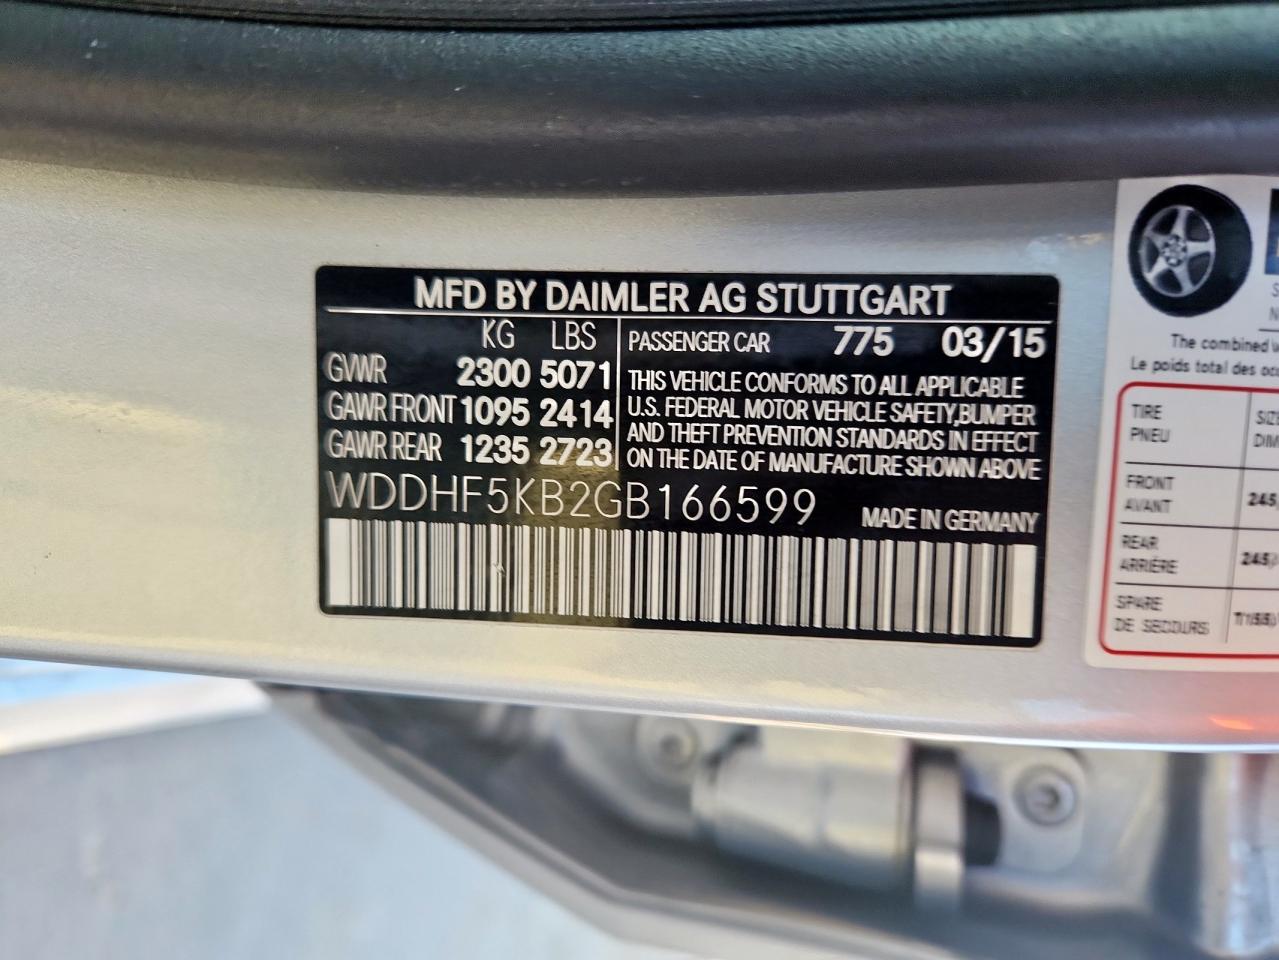 MFD BY DAIMLER AG STUTTGART
KG LBS
GVWR 2300 5071
GAWR FRONT 1095 2414
GAWR REAR 1235 2723
PASSENGER CAR 775 03/15
THIS VEHICLE CONFORMS TO ALL APPLICABLE
U.S. FEDERAL MOTOR VEHICLE SAFETY,BUMPER
AND THEFT PREVENTION STANDARDS IN EFFECT
ON THE DATE OF MANUFACTURE SHOWN ABOVE
WDDHF5KB2GB166599
MADE IN GERMANY
The combined
Le poids total des
TIRE
PNEU
FRONT
AVANT
245
REAR
ARRIÈRE
245/
SPARE
DE SECOURS